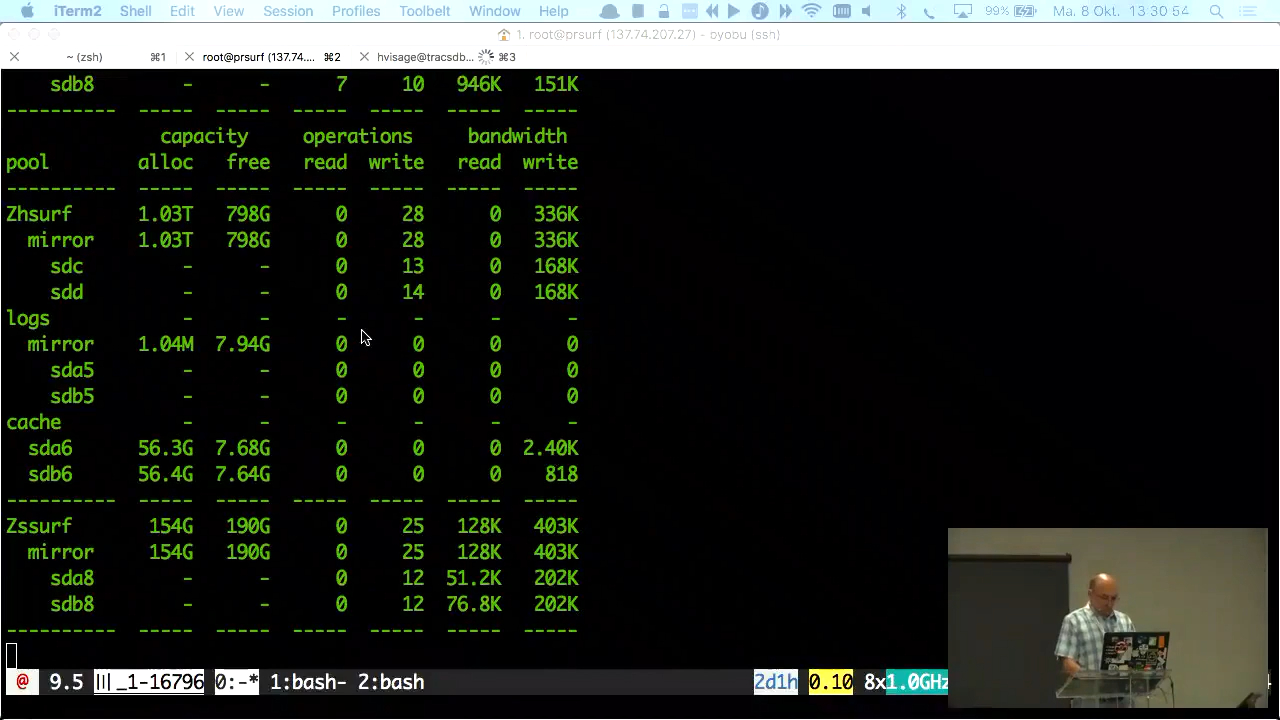 iTerm2 Shell Edit View Session Profiles Toolbelt Window Help 99% Ma. 8 Okt. 13 30 54
1. root@prsurf (137.74.207.27) - byobu (ssh)
~ (zsh) ⌘1 root@prsurf (137.74.... ⌘2 hvisage@tracsdb... ⌘3
sdb8 - - 7 10 946K 151K
---------- ----- ----- ----- ----- ----- -----
capacity operations bandwidth
pool alloc free read write read write
---------- ----- ----- ----- ----- ----- -----
Zhsurf 1.03T 798G 0 28 0 336K
mirror 1.03T 798G 0 28 0 336K
sdc - - 0 13 0 168K
sdd - - 0 14 0 168K
logs - - - - - -
mirror 1.04M 7.94G 0 0 0 0
sda5 - - 0 0 0 0
sdb5 - - 0 0 0 0
cache - - - - - -
sda6 56.3G 7.68G 0 0 0 2.40K
sdb6 56.4G 7.64G 0 0 0 818
---------- ----- ----- ----- ----- ----- -----
Zssurf 154G 190G 0 25 128K 403K
mirror 154G 190G 0 25 128K 403K
sda8 - - 0 12 51.2K 202K
sdb8 - - 0 12 76.8K 202K
---------- ----- ----- ----- ----- ----- -----
@ 9.5 |||_1-16796 0:-* 1:bash- 2:bash 2d1h 0.10 8x1.0GHz